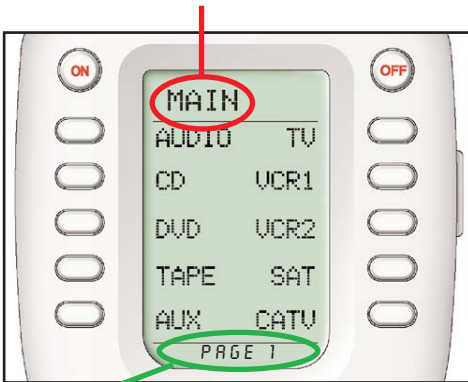 ON OFF
MAIN
AUDIO TV
CD VCR1
DVD VCR2
TAPE SAT
AUX CATV
PAGE 1